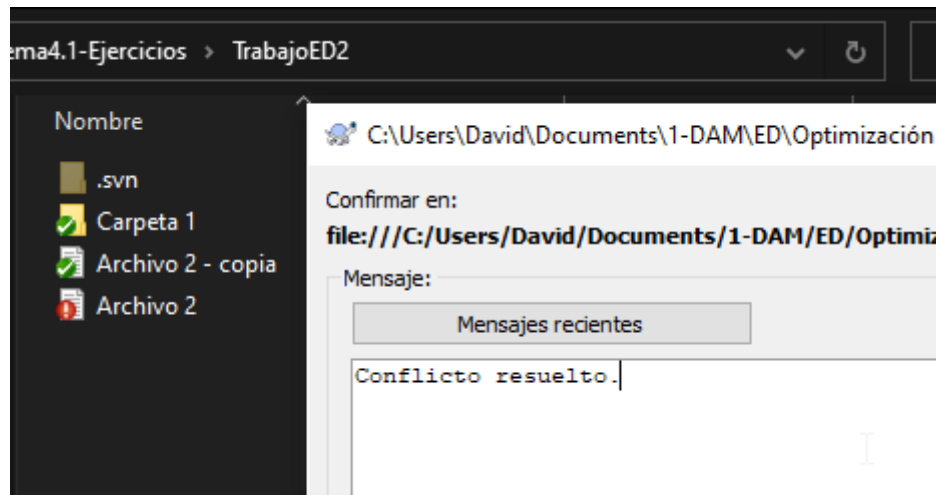 ema4.1-Ejercicios > TrabajoED2
Nombre
.svn
Carpeta 1
Archivo 2 - copia
Archivo 2
C:\Users\David\Documents\1-DAM\ED\Optimización
Confirmar en:
file:///C:/Users/David/Documents/1-DAM/ED/Optimiz
Mensaje:
Mensajes recientes
Conflicto resuelto.